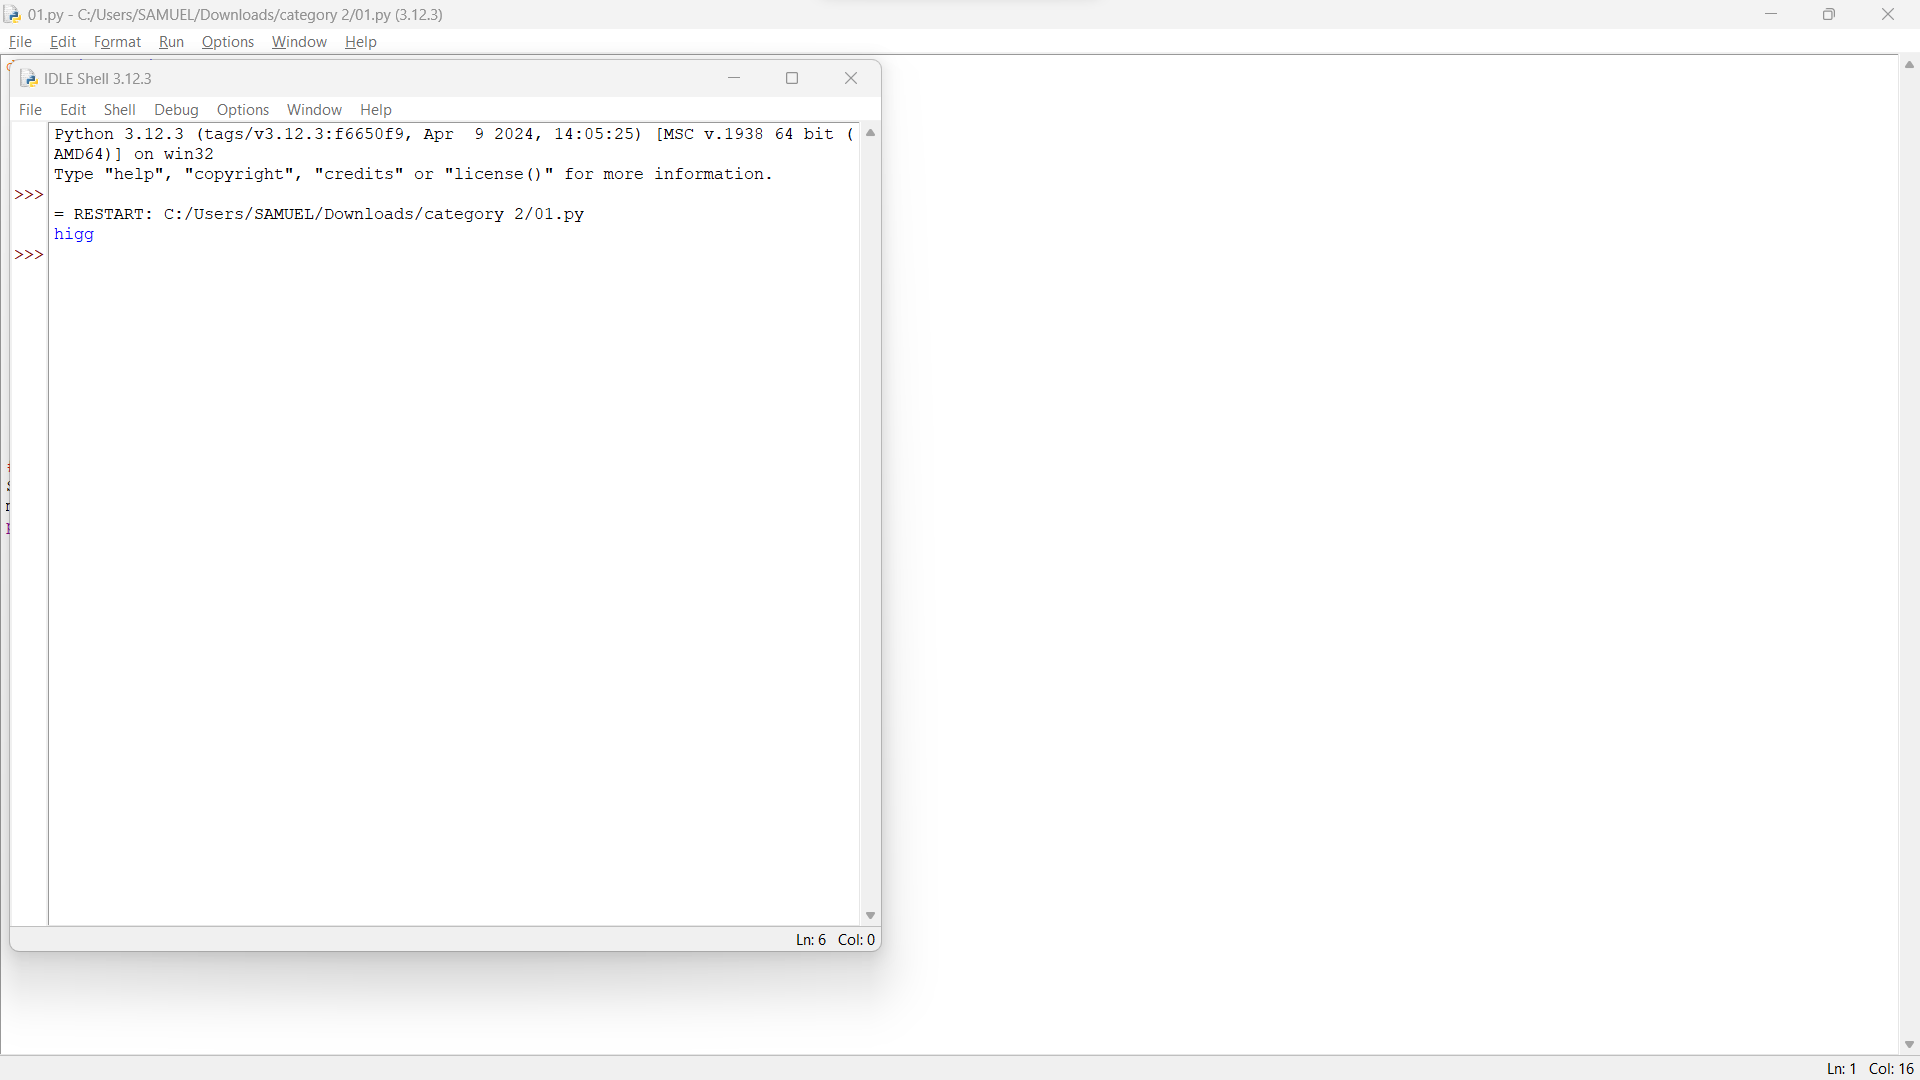 01.py - C:/Users/SAMUEL/Downloads/category 2/01.py (3.12.3)
File Edit Format Run Options Window Help
IDLE Shell 3.12.3
File Edit Shell Debug Options Window Help
Python 3.12.3 (tags/v3.12.3:f6650f9, Apr  9 2024, 14:05:25) [MSC v.1938 64 bit (
AMD64)] on win32
Type "help", "copyright", "credits" or "license()" for more information.
>>>
= RESTART: C:/Users/SAMUEL/Downloads/category 2/01.py
higg
>>>
Ln: 6 Col: 0
Ln: 1 Col: 16